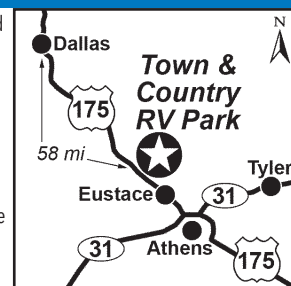 N
Dallas
Town &
Country
RV Park
175
58 mi
Tyler
Eustace
31
31
Athens
175